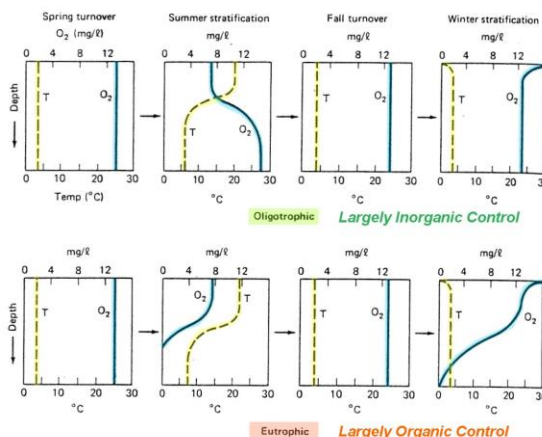 Spring turnover Summer stratification Fall turnover Winter stratification
O₂ (mg/ℓ) mg/ℓ mg/ℓ mg/ℓ
0 4 8 12 0 4 8 12 0 4 8 12 0 4 8 12
Depth
T O₂ T O₂ T O₂ T O₂
0 10 20 30 0 10 20 30 0 10 20 30 0 10 20 30
Temp (°C) °C °C °C
Oligotrophic Largely Inorganic Control
mg/ℓ mg/ℓ mg/ℓ mg/ℓ
0 4 8 12 0 4 8 12 0 4 8 12 0 4 8 12
Depth
T O₂ O₂ T T O₂ T O₂
0 10 20 30 0 10 20 30 0 10 20 30 0 10 20 30
°C °C °C °C
Eutrophic Largely Organic Control